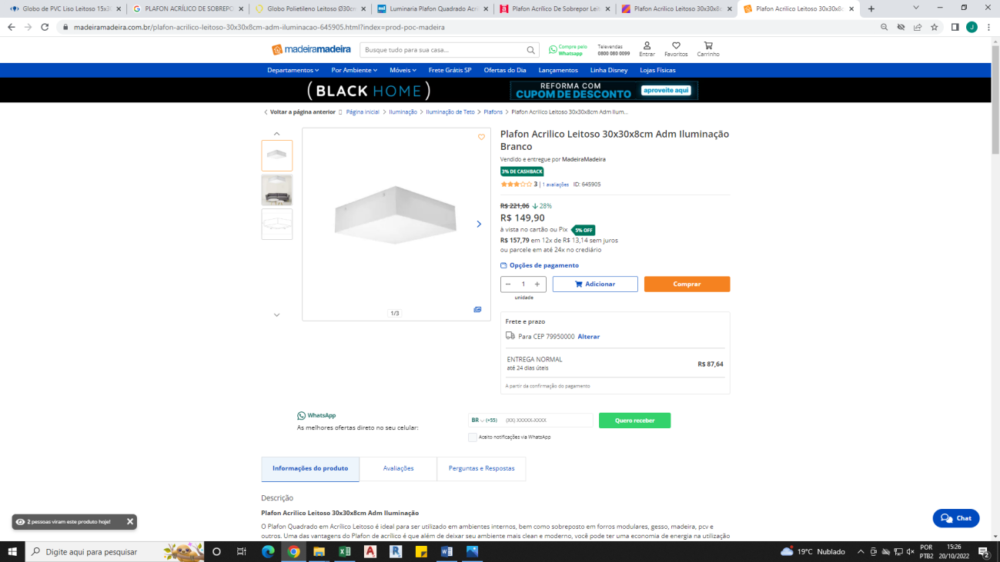 Globo de PVC Liso Leitoso 15x30
PLAFON ACRÍLICO DE SOBREPO
Globo Polietileno Leitoso Ø30cm
Luminaria Plafon Quadrado Acri
Plafon Acrilico De Sobrepor Leit
Plafon Acrilico Leitoso 30x30x8c
Plafon Acrilico Leitoso 30x30x8c
madeiramadeira.com.br/plafon-acrilico-leitoso-30x30x8cm-adm-iluminacao-645905.html?index=prod-poc-madeira
J
madeiramadeira
Busque tudo para sua casa...
Compre pelo
Whatsapp
Televendas
0800 080 0099
Entrar
Favoritos
Carrinho
Departamentos
Por Ambiente
Móveis
Frete Grátis SP
Ofertas do Dia
Lançamentos
Linha Disney
Lojas Físicas
(BLACK HOME)
REFORMA COM
CUPOM DE DESCONTO
aproveite aqui
Voltar a página anterior
Página inicial > Iluminação > Iluminação de Teto > Plafons > Plafon Acrilico Leitoso 30x30x8cm Adm Ilum...
Plafon Acrilico Leitoso 30x30x8cm Adm Iluminação
Branco
Vendido e entregue por MadeiraMadeira
3% DE CASHBACK
3 | 1 avaliações ID: 645905
R$ 221,06 28%
R$ 149,90
à vista no cartão ou Pix 5% OFF
R$ 157,79 em 12x de R$ 13,14 sem juros
ou parcele em até 24x no crediário
Opções de pagamento
− 1 +
unidade
Adicionar
Comprar
1/3
Frete e prazo
Para CEP 79950000 Alterar
ENTREGA NORMAL
até 24 dias úteis
R$ 87,64
A partir da confirmação do pagamento
WhatsApp
As melhores ofertas direto no seu celular:
BR (+55) (XX) XXXXX-XXXX
Quero receber
Aceito notificações via WhatsApp
Informações do produto
Avaliações
Perguntas e Respostas
Descrição
Plafon Acrilico Leitoso 30x30x8cm Adm Iluminação
O Plafon Quadrado em Acrílico Leitoso é ideal para ser utilizado em ambientes internos, bem como sobreposto em forros modulares, gesso, madeira, pcv e
outros. Uma das vantagens do Plafon de acrílico é que além de deixar seu ambiente mais clean e moderno, você pode ter uma economia de energia na utilização
2 pessoas viram este produto hoje!
Chat
Digite aqui para pesquisar
19°C Nublado
POR
PTB2
15:26
20/10/2022
2